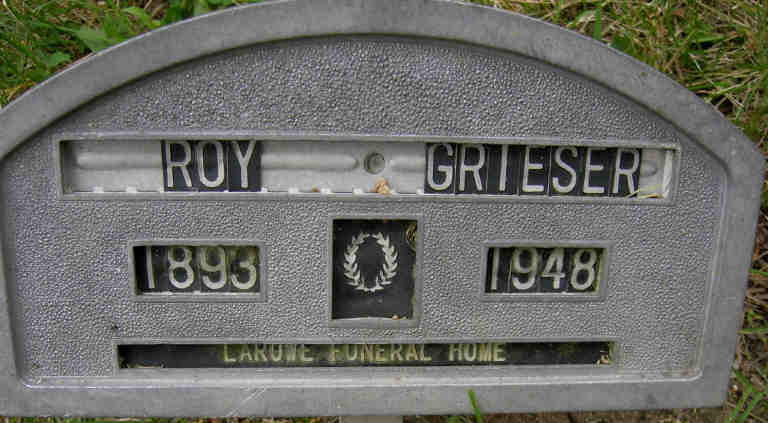 ROY GRIESER
1893 1948
LAROWE FUNERAL HOME